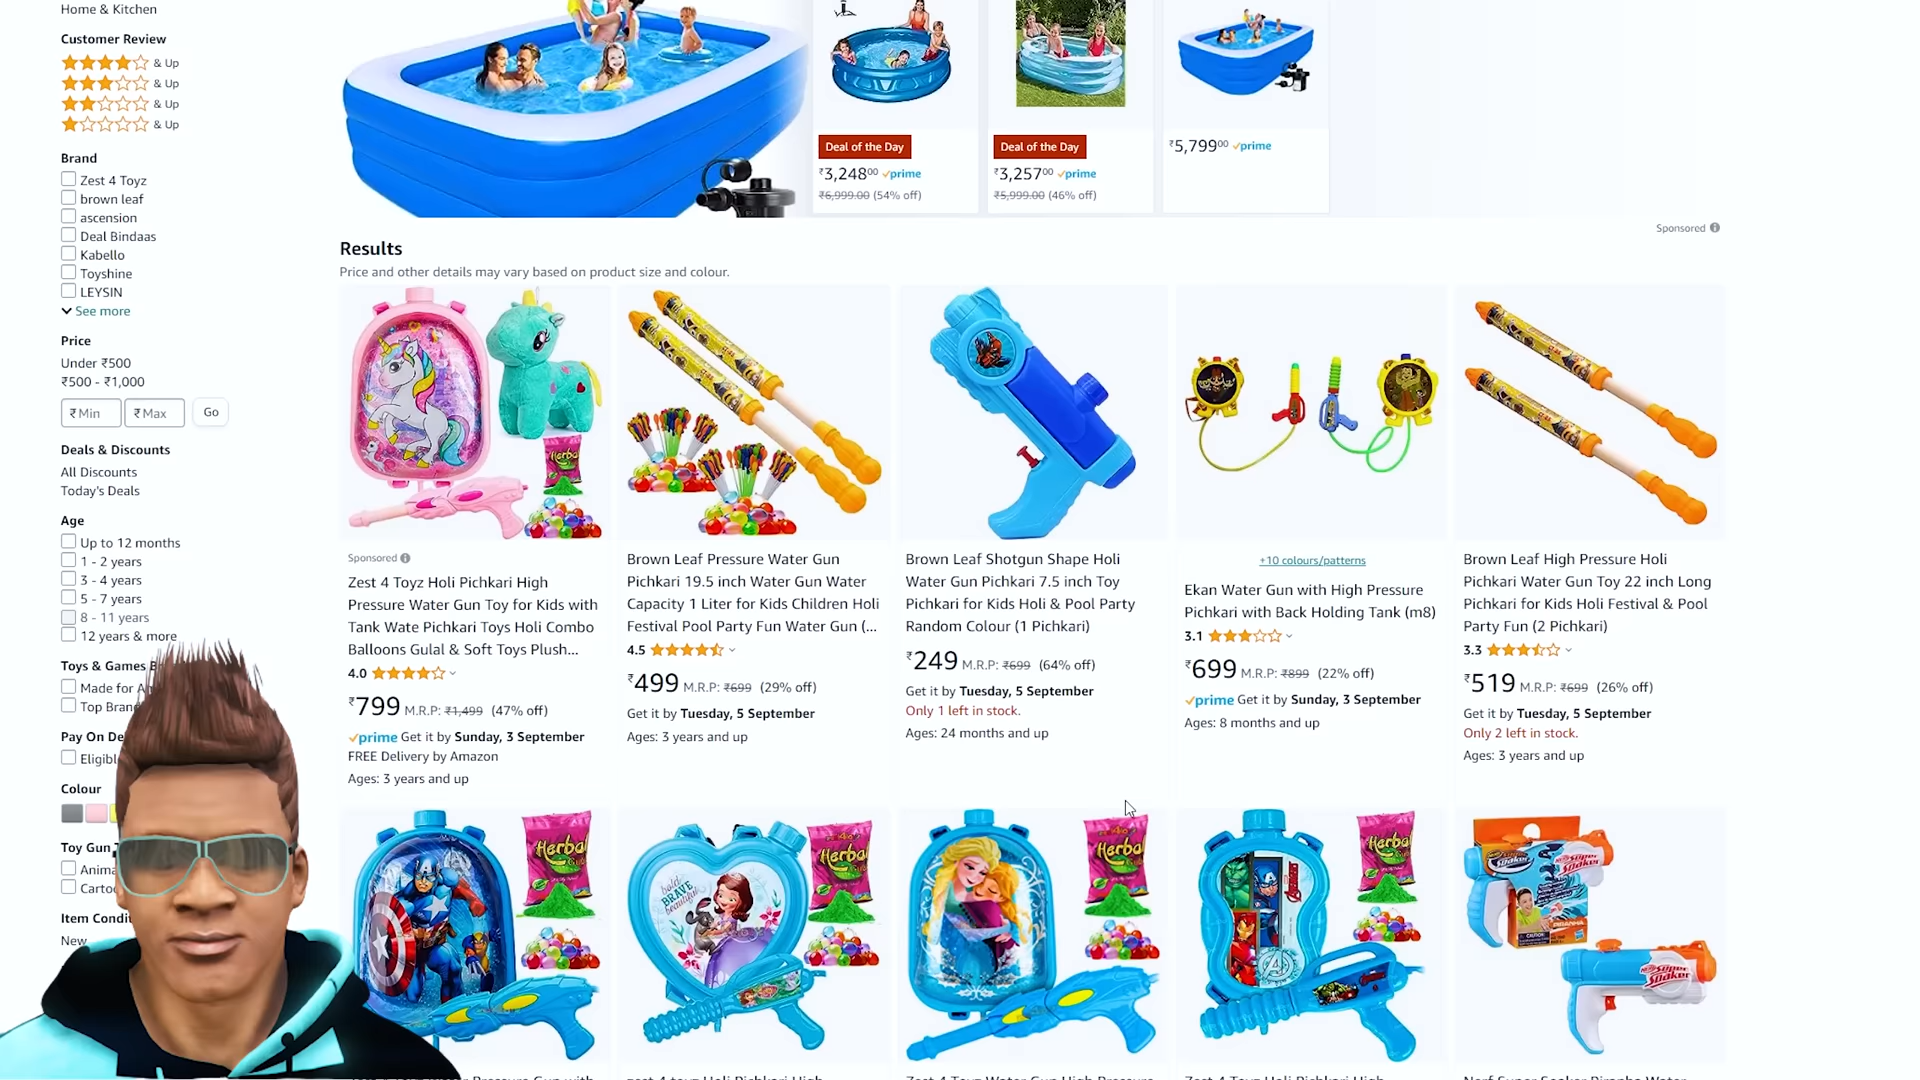 Home & Kitchen
Customer Review
& Up
& Up
& Up
& Up
Brand
Zest 4 Toyz
brown leaf
ascension
Deal Bindaas
Kabello
Toyshine
LEYSIN
See more
Price
Under ₹500
₹500 - ₹1,000
₹ Min
₹ Max
Go
Deals & Discounts
All Discounts
Today's Deals
Age
Up to 12 months
1 - 2 years
3 - 4 years
5 - 7 years
8 - 11 years
12 years & more
Toys & Games B
Made for A
Top Bran
Pay On De
Eligibl
Colour
Toy Gun
Anima
Carto
Item Condi
New
Deal of the Day
₹3,248⁰⁰ prime
₹6,999.00 (54% off)
Deal of the Day
₹3,257⁰⁰ prime
₹5,999.00 (46% off)
₹5,799⁰⁰ prime
Sponsored
Results
Price and other details may vary based on product size and colour.
Herbal
Sponsored
Zest 4 Toyz Holi Pichkari High
Pressure Water Gun Toy for Kids with
Tank Wate Pichkari Toys Holi Combo
Balloons Gulal & Soft Toys Plush...
4.0
₹799 M.R.P: ₹1,499 (47% off)
prime Get it by Sunday, 3 September
FREE Delivery by Amazon
Ages: 3 years and up
Brown Leaf Pressure Water Gun
Pichkari 19.5 inch Water Gun Water
Capacity 1 Liter for Kids Children Holi
Festival Pool Party Fun Water Gun (...
4.5
₹499 M.R.P: ₹699 (29% off)
Get it by Tuesday, 5 September
Ages: 3 years and up
Brown Leaf Shotgun Shape Holi
Water Gun Pichkari 7.5 inch Toy
Pichkari for Kids Holi & Pool Party
Random Colour (1 Pichkari)
₹249 M.R.P: ₹699 (64% off)
Get it by Tuesday, 5 September
Only 1 left in stock.
Ages: 24 months and up
+10 colours/patterns
Ekan Water Gun with High Pressure
Pichkari with Back Holding Tank (m8)
3.1
₹699 M.R.P: ₹899 (22% off)
prime Get it by Sunday, 3 September
Ages: 8 months and up
Brown Leaf High Pressure Holi
Pichkari Water Gun Toy 22 inch Long
Pichkari for Kids Holi Festival & Pool
Party Fun (2 Pichkari)
3.3
₹519 M.R.P: ₹699 (26% off)
Get it by Tuesday, 5 September
Only 2 left in stock.
Ages: 3 years and up
Herbal
Herbal
bold BRAVE beautiful
Herbal
Herbal
Super Soaker